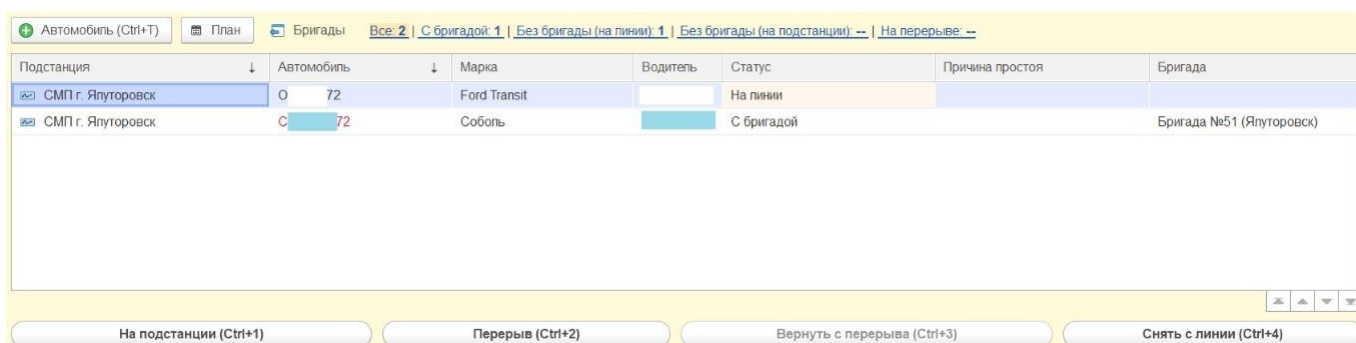 Автомобиль (Ctrl+T) План Бригады Все: 2 | С бригадой: 1 | Без бригады (на линии): 1 | Без бригады (на подстанции): -- | На перерыве: --
Подстанция ↓ Автомобиль ↓ Марка Водитель Статус Причина простоя Бригада
СМП г. Ялуторовск О 72 Ford Transit На линии
СМП г. Ялуторовск С 72 Соболь С бригадой Бригада №51 (Ялуторовск)
На подстанции (Ctrl+1) Перерыв (Ctrl+2) Вернуть с перерыва (Ctrl+3) Снять с линии (Ctrl+4)